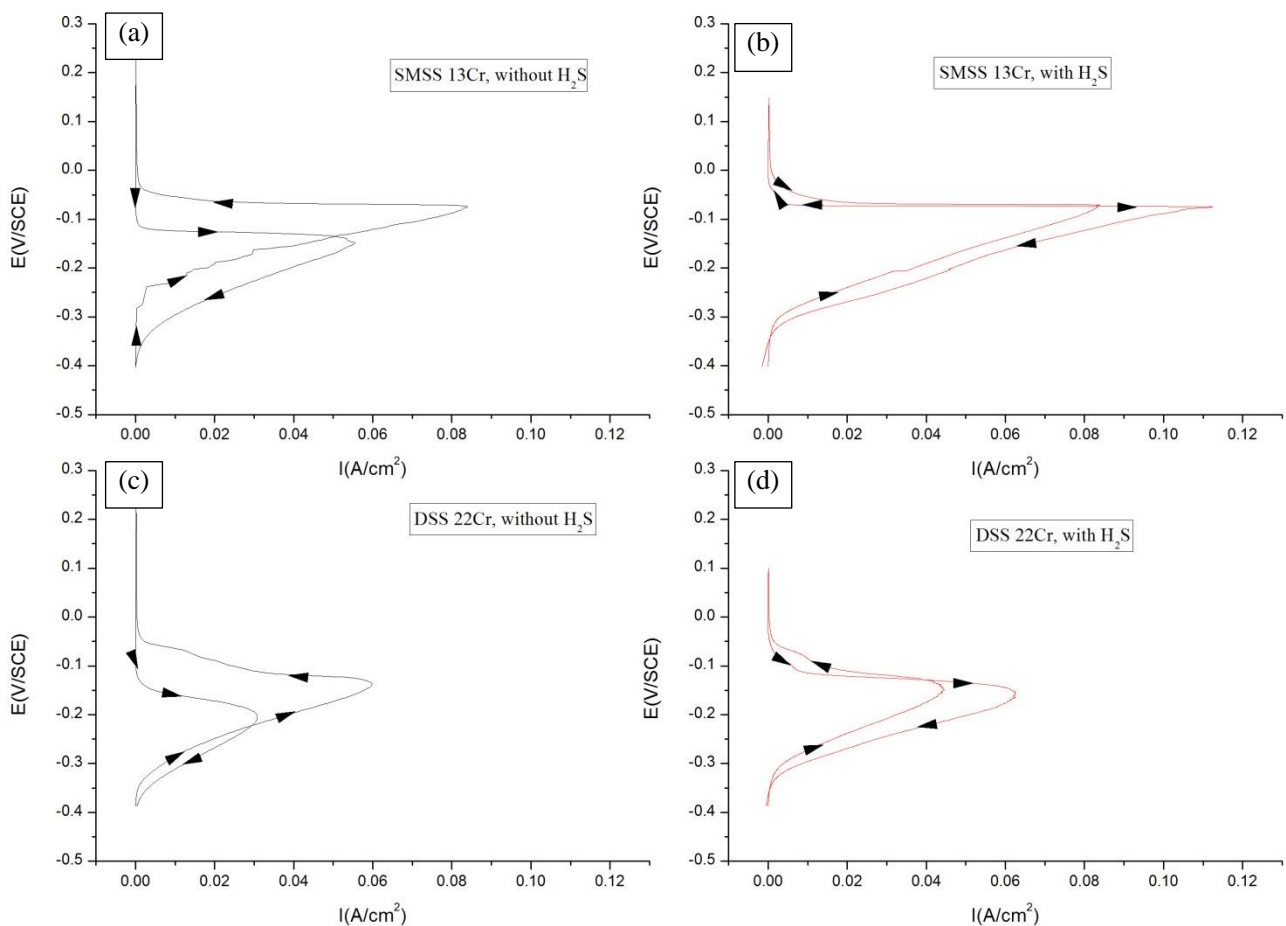 (a)
SMSS 13Cr, without H₂S
0.3
0.2
0.1
0.0
-0.1
-0.2
-0.3
-0.4
-0.5
E(V/SCE)
0.00 0.02 0.04 0.06 0.08 0.10 0.12
I(A/cm²)
(b)
SMSS 13Cr, with H₂S
0.3
0.2
0.1
0.0
-0.1
-0.2
-0.3
-0.4
-0.5
E(V/SCE)
0.00 0.02 0.04 0.06 0.08 0.10 0.12
I(A/cm²)
(c)
DSS 22Cr, without H₂S
0.3
0.2
0.1
0.0
-0.1
-0.2
-0.3
-0.4
-0.5
E(V/SCE)
0.00 0.02 0.04 0.06 0.08 0.10 0.12
I(A/cm²)
(d)
DSS 22Cr, with H₂S
0.3
0.2
0.1
0.0
-0.1
-0.2
-0.3
-0.4
-0.5
E(V/SCE)
0.00 0.02 0.04 0.06 0.08 0.10 0.12
I(A/cm²)